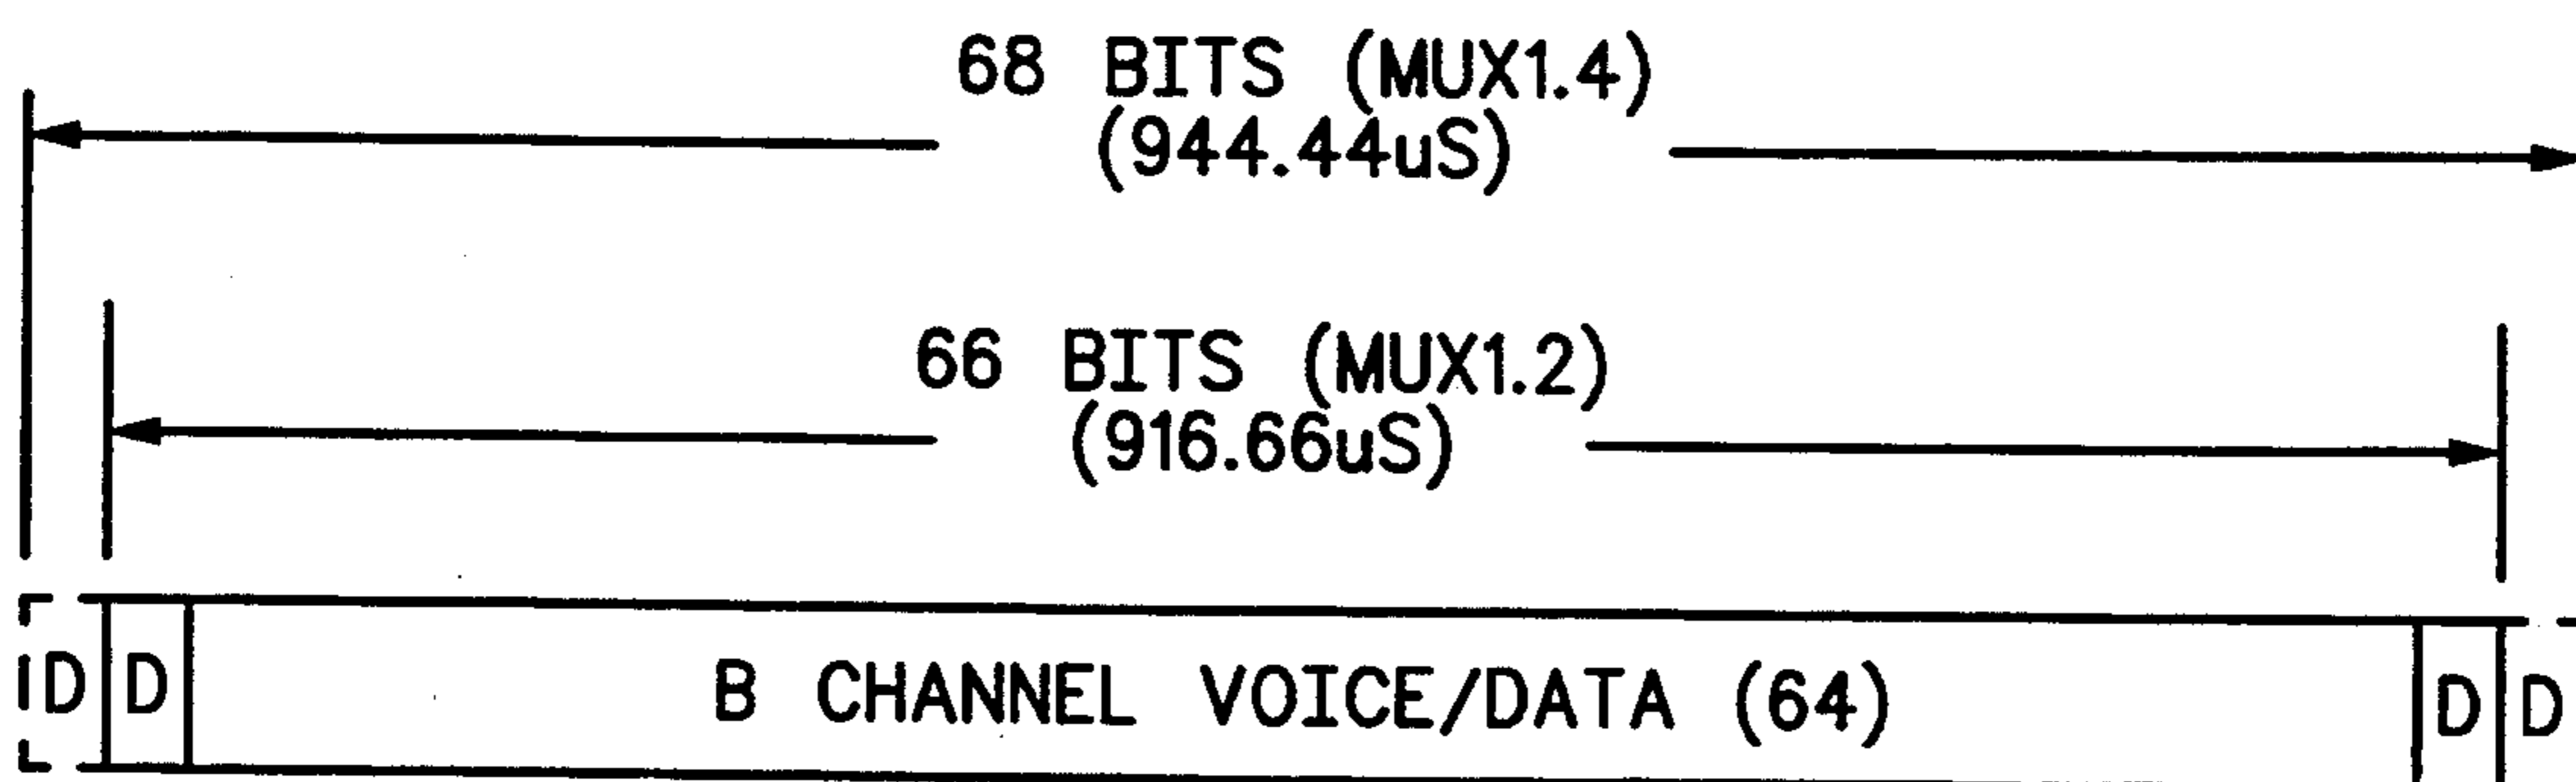 68 BITS (MUX1.4)
(944.44uS)
66 BITS (MUX1.2)
(916.66uS)
D D B CHANNEL VOICE/DATA (64) D D